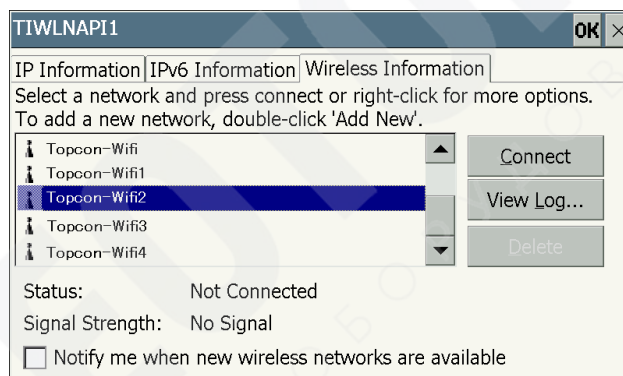 TIWLNAPI1 OK ×
IP Information IPv6 Information Wireless Information
Select a network and press connect or right-click for more options.
To add a new network, double-click 'Add New'.
Topcon-Wifi
Topcon-Wifi1
Topcon-Wifi2
Topcon-Wifi3
Topcon-Wifi4
Connect
View Log...
Delete
Status: Not Connected
Signal Strength: No Signal
Notify me when new wireless networks are available